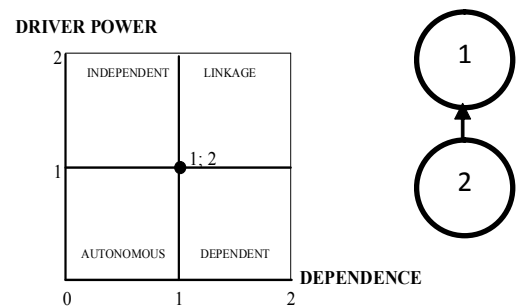 DRIVER POWER
2
INDEPENDENT LINKAGE
1
1; 2
AUTONOMOUS DEPENDENT
DEPENDENCE
0 1 2
1
2